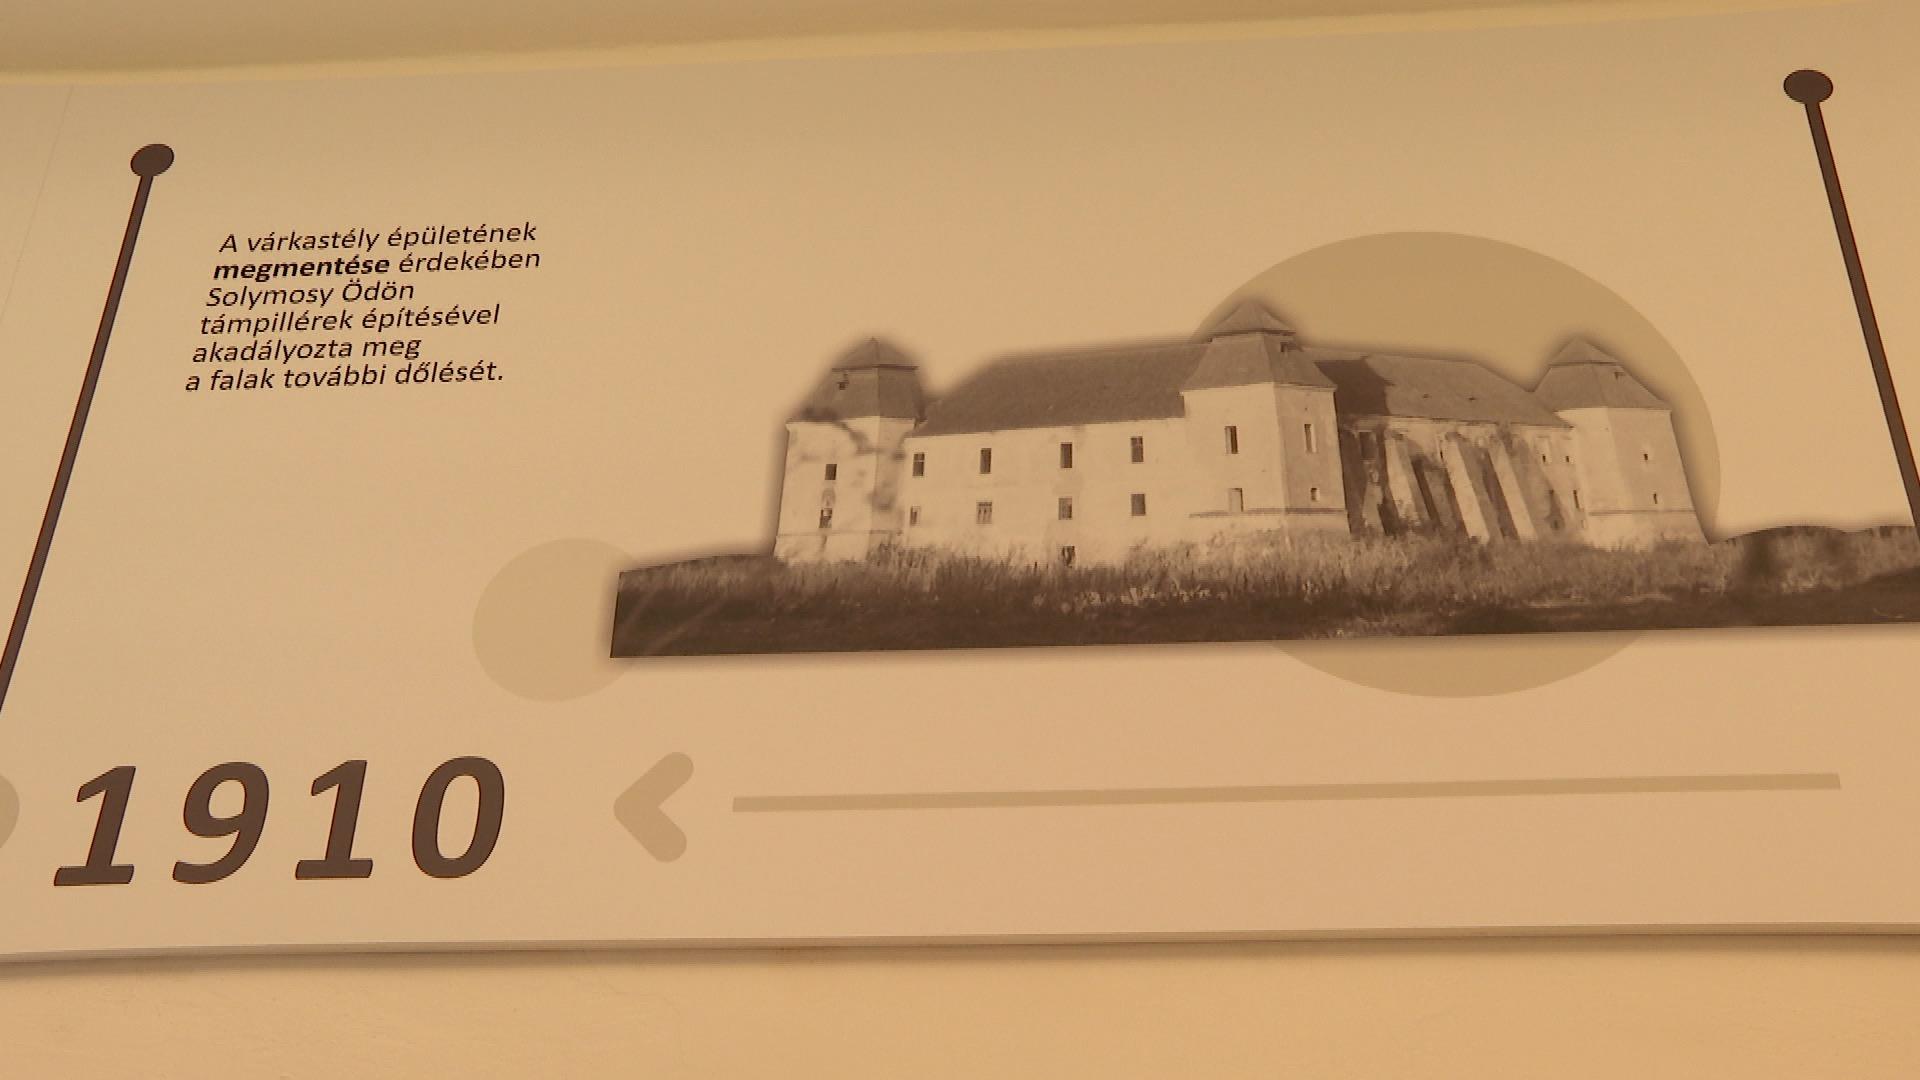 A várkastély épületének
megmentése érdekében
Solymosy Ödön
támpillérek építésével
akadályozta meg
a falak további dőlését.
1910